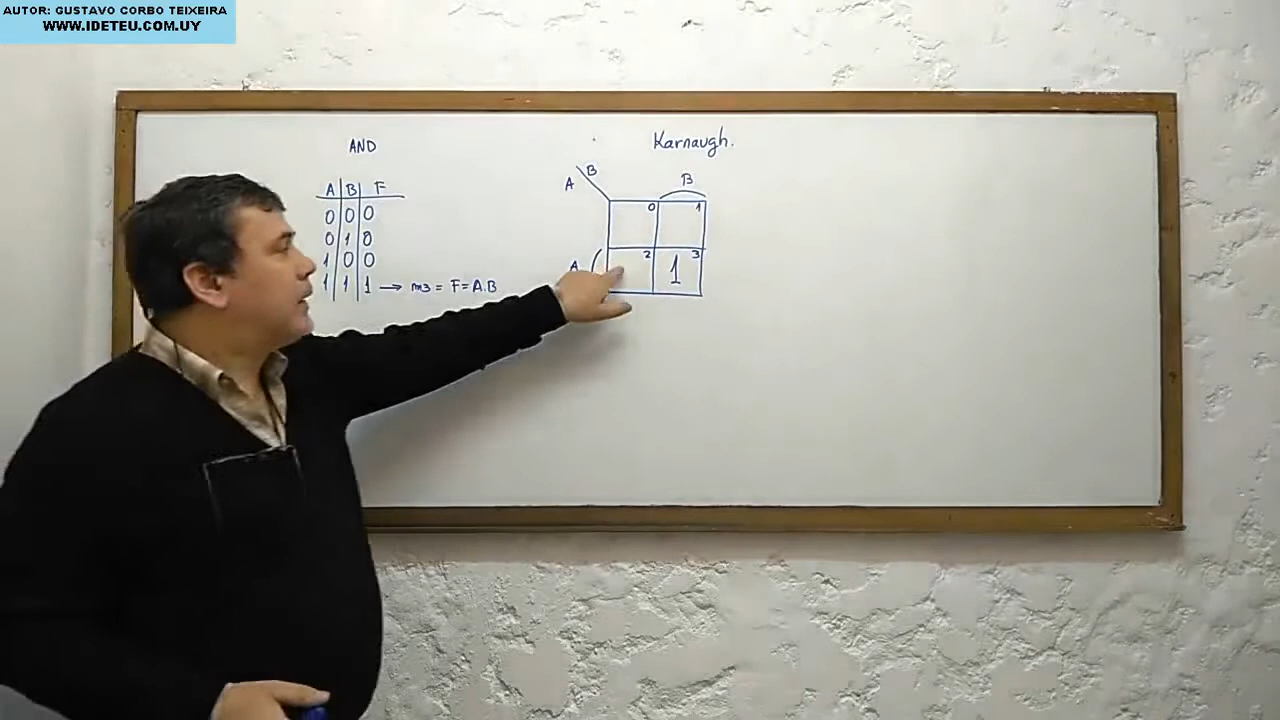 AUTOR: GUSTAVO CORBO TEIXEIRA
WWW.IDETEU.COM.UY
AND
A B F
0 0 0
0 1 0
1 0 0
1 1 1 → m3 = F = A.B
Karnaugh.
B
A
B
0 1
2 3
A
1